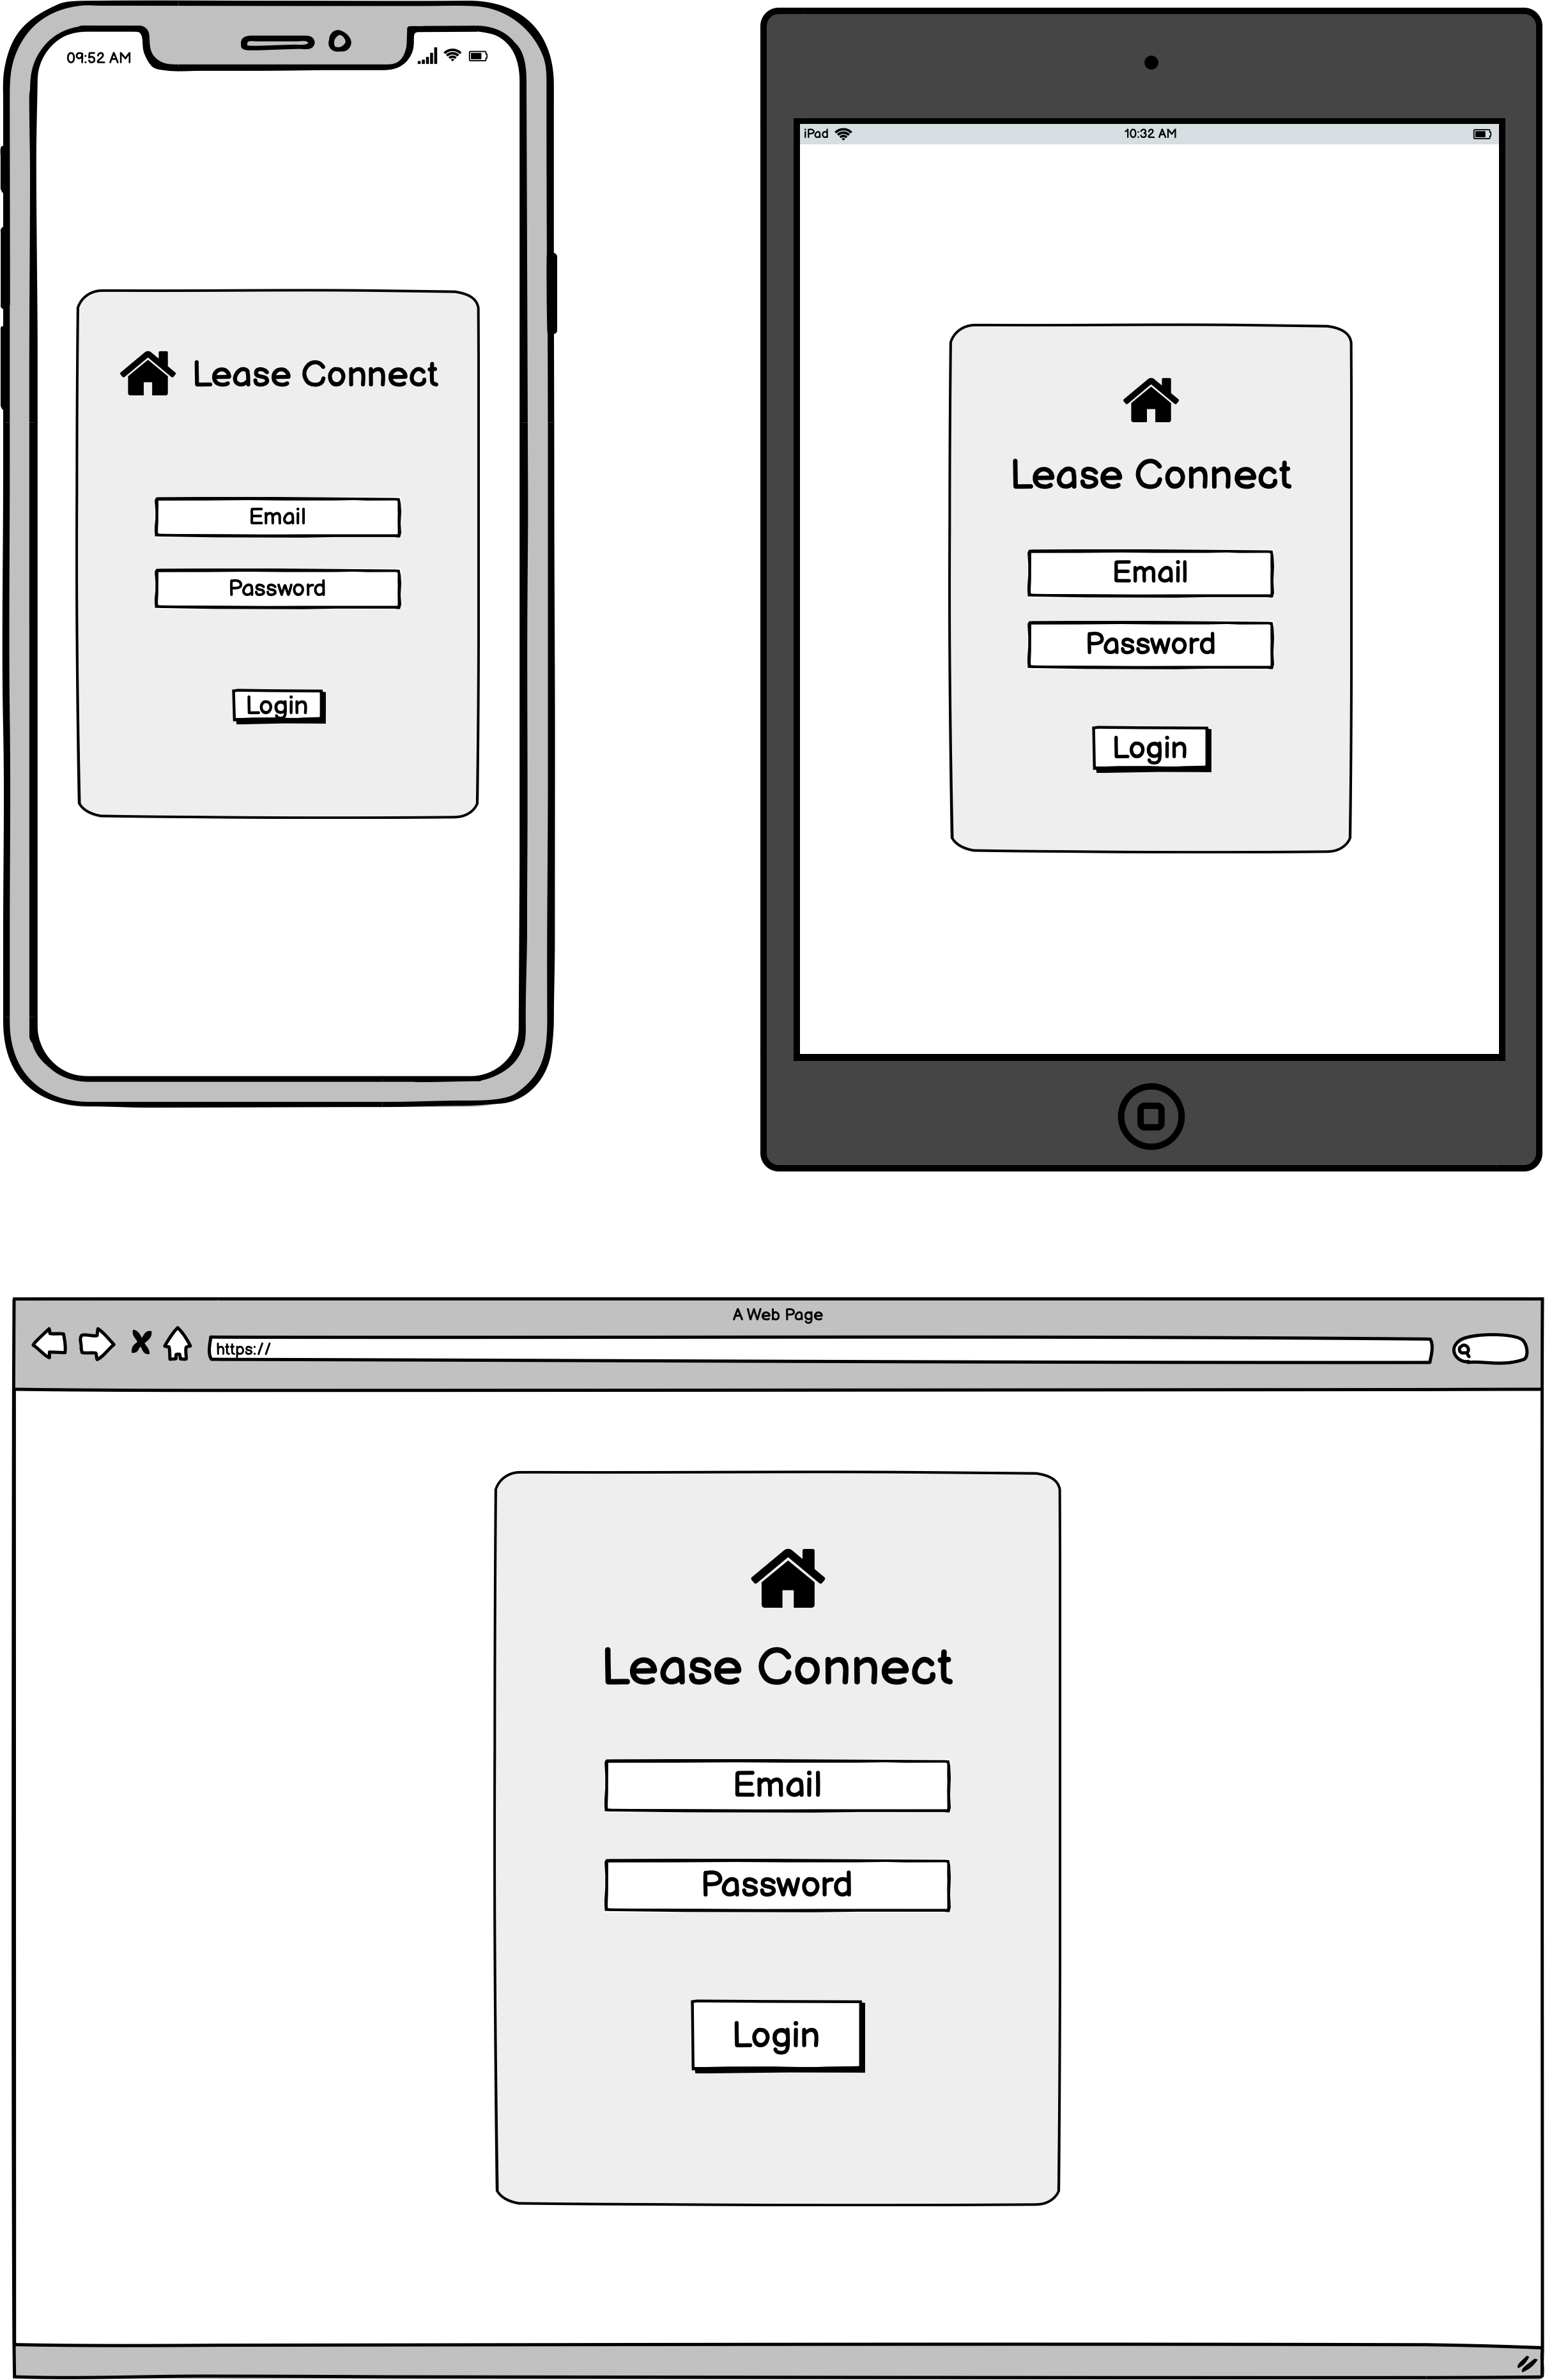 09:52 AM
Lease Connect
Email
Password
Login
iPad
10:32 AM
Lease Connect
Email
Password
Login
A Web Page
https://
Lease Connect
Email
Password
Login